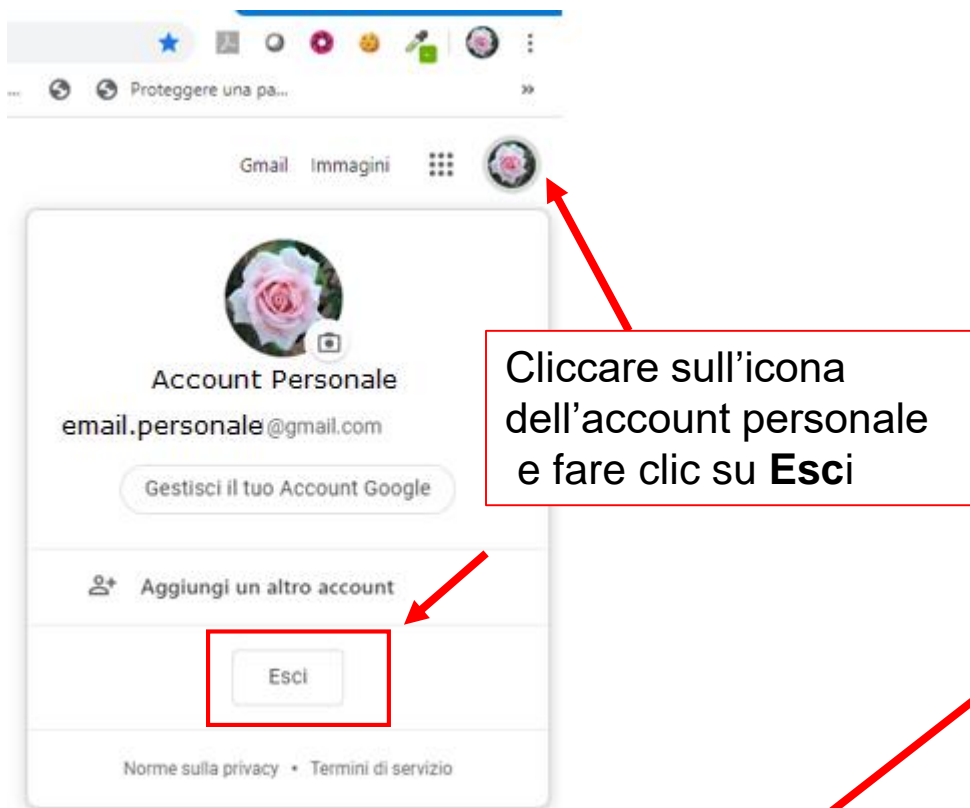 ... Proteggere una pa... »
Gmail Immagini
Account Personale
email.personale@gmail.com
Gestisci il tuo Account Google
Cliccare sull’icona
dell’account personale
e fare clic su Esci
Aggiungi un altro account
Esci
Norme sulla privacy • Termini di servizio